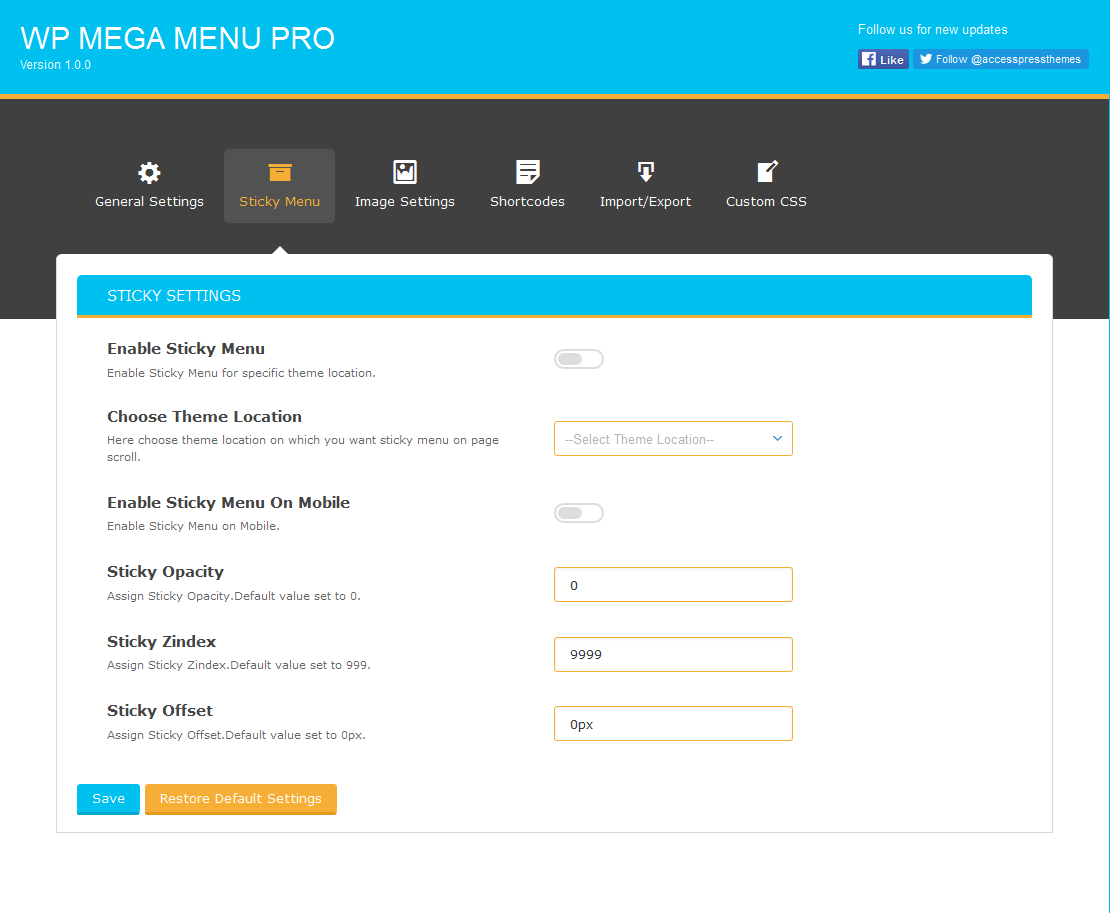 WP MEGA MENU PRO
Version 1.0.0
Follow us for new updates
Like
Follow @accesspressthemes
General Settings
Sticky Menu
Image Settings
Shortcodes
Import/Export
Custom CSS
STICKY SETTINGS
Enable Sticky Menu
Enable Sticky Menu for specific theme location.
Choose Theme Location
Here choose theme location on which you want sticky menu on page
scroll.
--Select Theme Location--
Enable Sticky Menu On Mobile
Enable Sticky Menu on Mobile.
Sticky Opacity
Assign Sticky Opacity.Default value set to 0.
0
Sticky Zindex
Assign Sticky Zindex.Default value set to 999.
9999
Sticky Offset
Assign Sticky Offset.Default value set to 0px.
0px
Save
Restore Default Settings